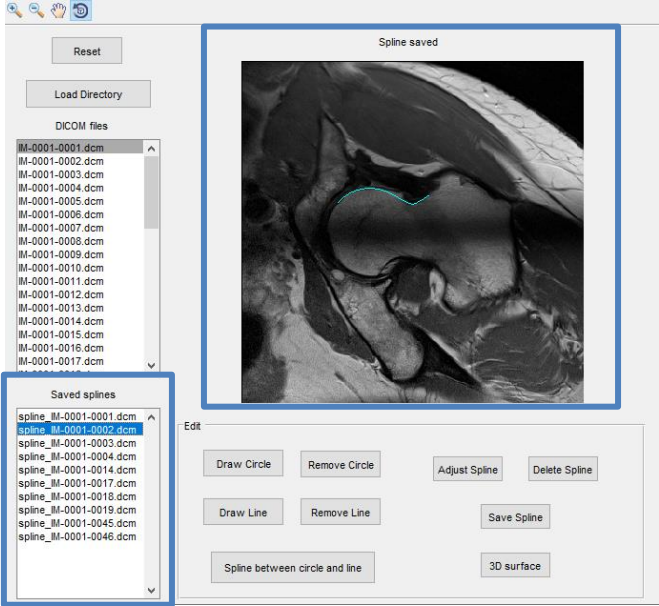 Reset
Load Directory
DICOM files
IM-0001-0001.dcm
IM-0001-0002.dcm
IM-0001-0003.dcm
IM-0001-0004.dcm
IM-0001-0005.dcm
IM-0001-0006.dcm
IM-0001-0007.dcm
IM-0001-0008.dcm
IM-0001-0009.dcm
IM-0001-0010.dcm
IM-0001-0011.dcm
IM-0001-0012.dcm
IM-0001-0013.dcm
IM-0001-0014.dcm
IM-0001-0015.dcm
IM-0001-0016.dcm
IM-0001-0017.dcm
Saved splines
spline_IM-0001-0001.dcm
spline_IM-0001-0002.dcm
spline_IM-0001-0003.dcm
spline_IM-0001-0004.dcm
spline_IM-0001-0014.dcm
spline_IM-0001-0017.dcm
spline_IM-0001-0018.dcm
spline_IM-0001-0019.dcm
spline_IM-0001-0045.dcm
spline_IM-0001-0046.dcm
Spline saved
Edit
Draw Circle
Remove Circle
Adjust Spline
Delete Spline
Draw Line
Remove Line
Save Spline
Spline between circle and line
3D surface